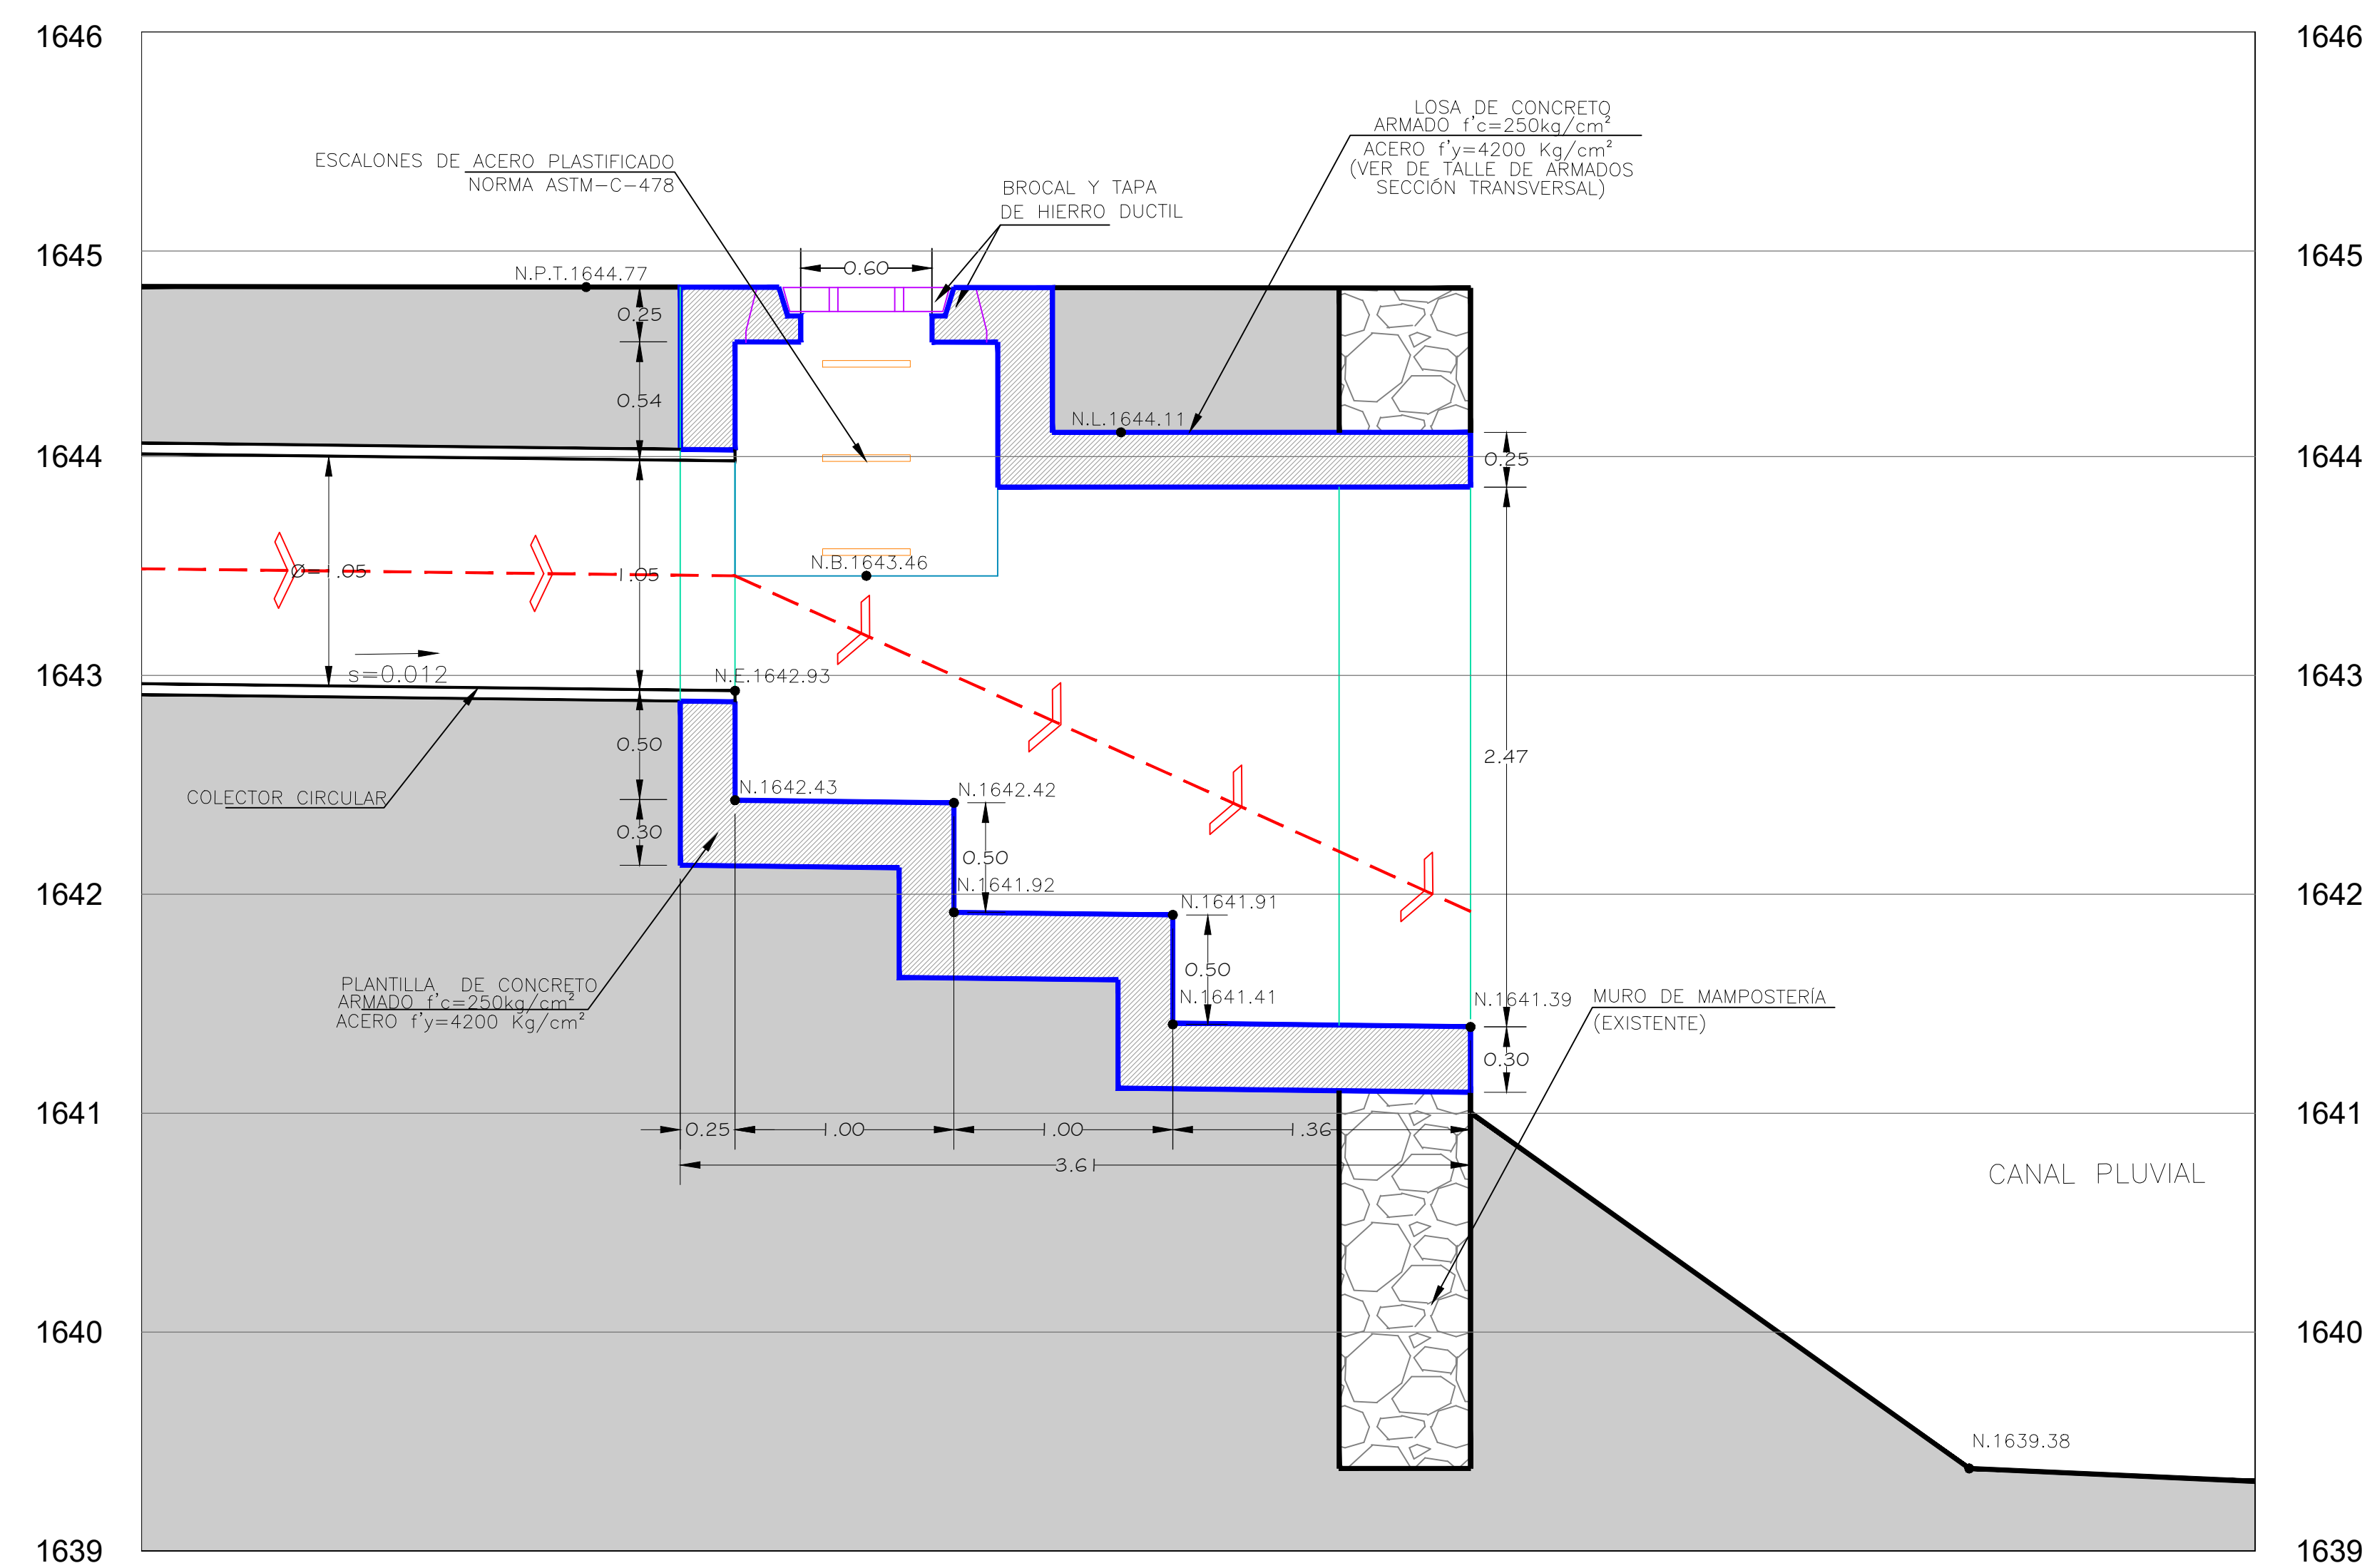 1646
1646
LOSA DE CONCRETO
ARMADO f'c=250kg/cm²
ACERO f'y=4200 Kg/cm²
(VER DE TALLE DE ARMADOS
SECCIÓN TRANSVERSAL)
ESCALONES DE ACERO PLASTIFICADO
NORMA ASTM-C-478
BROCAL Y TAPA
DE HIERRO DUCTIL
1645
1645
N.P.T.1644.77
0.60
0.25
0.54
N.L.1644.11
1644
1644
0.25
N.B.1643.46
Ø=1.05
1.05
s=0.012
N.E.1642.93
1643
1643
0.50
2.47
COLECTOR CIRCULAR
N.1642.43
N.1642.42
0.30
0.50
N.1641.92
1642
1642
N.1641.91
0.50
N.1641.41
N.1641.39
PLANTILLA DE CONCRETO
ARMADO f'c=250kg/cm²
ACERO f'y=4200 Kg/cm²
MURO DE MAMPOSTERÍA
(EXISTENTE)
0.30
1641
1641
0.25
1.00
1.00
1.36
3.61
CANAL PLUVIAL
1640
1640
N.1639.38
1639
1639